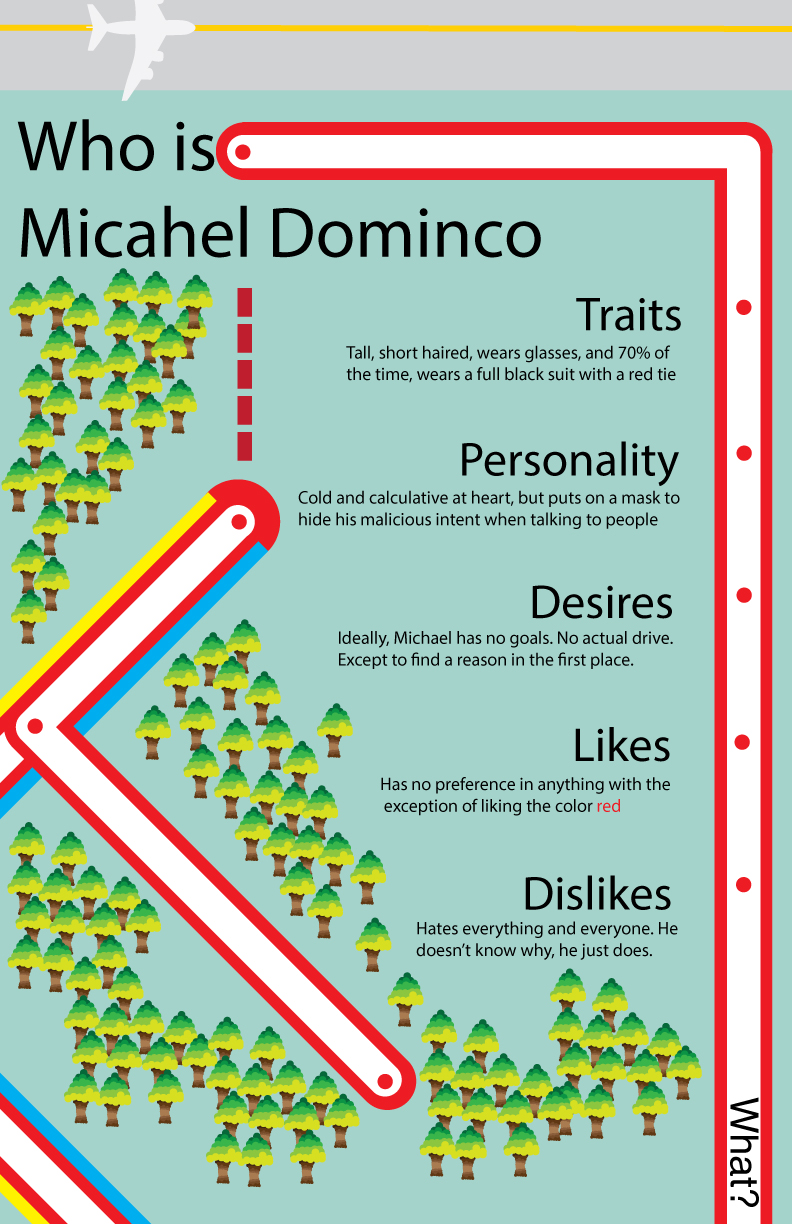 Who is
Micahel Dominco
Traits
Tall, short haired, wears glasses, and 70% of
the time, wears a full black suit with a red tie
Personality
Cold and calculative at heart, but puts on a mask to
hide his malicious intent when talking to people
Desires
Ideally, Michael has no goals. No actual drive.
Except to find a reason in the first place.
Likes
Has no preference in anything with the
exception of liking the color red
Dislikes
Hates everything and everyone. He
doesn’t know why, he just does.
What?